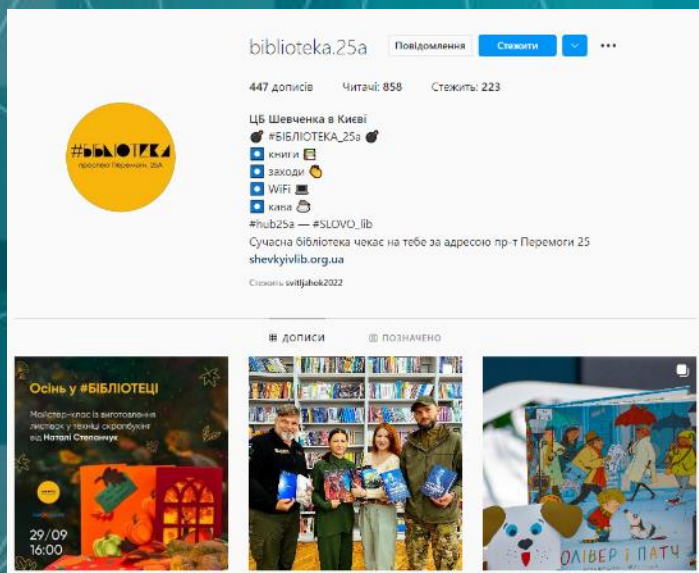 biblioteka.25a Повідомлення Стежити
447 дописів Читачі: 858 Стежить: 223
ЦБ Шевченка в Києві
#БІБЛІОТЕКА_25а
книги
заходи
WiFi
кава
#hub25a — #SLOVO_lib
Сучасна бібліотека чекає на тебе за адресою пр-т Перемоги 25
shevkyivlib.org.ua
Стежить svitljahok2022
#БІБЛІОТЕКА
проспект Перемоги, 25А
ДОПИСИ ПОЗНАЧЕНО
Осінь у #БІБЛІОТЕЦІ
Майстер-клас із виготовлення
листівок у техніці скрапбукінг
від Наталі Степанчук
29/09
16:00
ОЛІВЕР І ПАТЧ